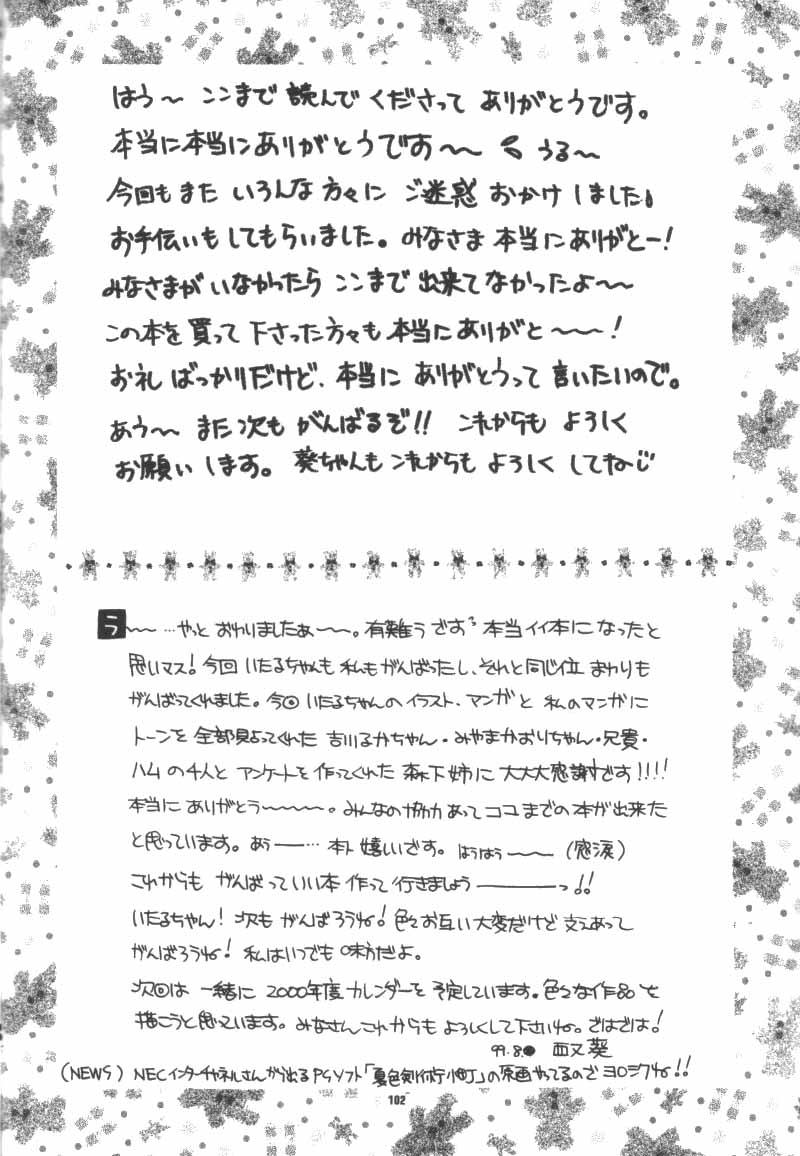 はう〜 ここまで 読んで くださって ありがとうです。
本当に本当にありがとうですぅ〜〜 うる〜
今回も また いろんな 方々に ご迷惑 おかけ しました。
お手伝いも してもらいました。みなさま 本当に ありがとー!
みなさまが いなかったら ここまで 出来て なかったよ〜〜
この本を 買って 下さった 方々も 本当に ありがと〜〜!
お礼 ばっかりだけど、本当に ありがとうって 言いたいので。
あう〜 また 次も がんばるぞ!! これからも よろしく
お願い します。葵ちゃんも これからも よろしく してね
う〜〜…やっと おわりましたぁ〜〜。有難うござます 本当イイ本に なったと
思いマス! 今回 いたるちゃんも 私も がんばったし、それと 同じ位 まわりも
がんばってくれました。今回 いたるちゃんの イラスト、マンガ と 私の マンガに
トーンを 全部貼ってくれた 吉川るかちゃん・みやまかおりちゃん・兄貴・
ハム の4人と アンケートを 作ってくれた 森下姉に 大大大感謝です!!!!
本当に ありがとう〜〜〜〜。みんなの協力 あって ココ までの 本が出来た
と思っています。あぅ――… 嬉しいです。はうはう〜〜 (感涙)
これからも がんばって いい本 作って 行きましょう―――っ!!
いたるちゃん! 次も がんばろうね! 色々お互い大変だけど 支えあって
がんばろうね! 私は いつでも 味方だよ。
次回は 一緒に 2000年度 カレンダーを 予定しています。色々な作品を
描こうと 思っています。みなさん これからも よろしくして下さいね。ではでは!
99.8. 葵
(NEWS) NECインターチャネルさんから出る PSソフト「夏色剣術小町」の 原画 やってるので ヨロシクね!!
102